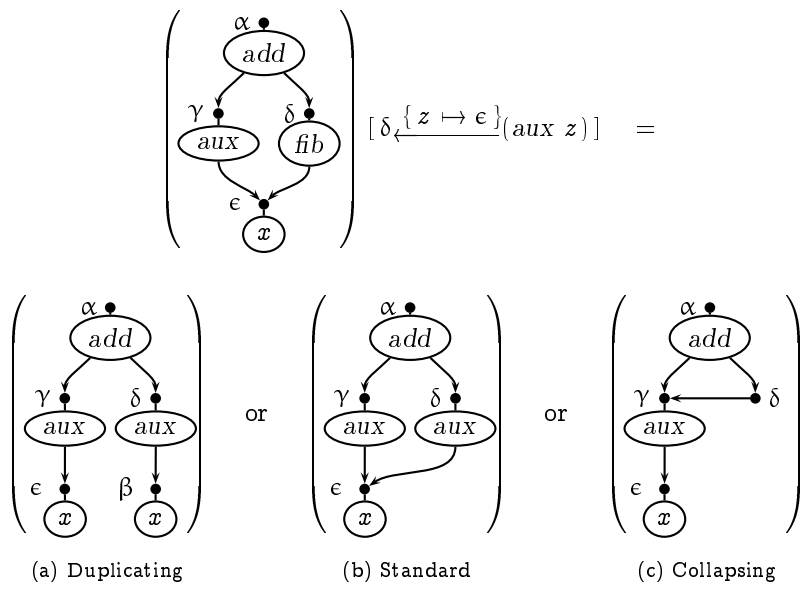 α
add
γ δ
aux fib
[ δ { z ↦ ϵ } (aux z) ] =
ϵ
x
α α α
add add add
γ δ γ δ γ δ
aux aux or aux aux or aux
ϵ β ϵ ϵ
x x x x
(a) Duplicating (b) Standard (c) Collapsing